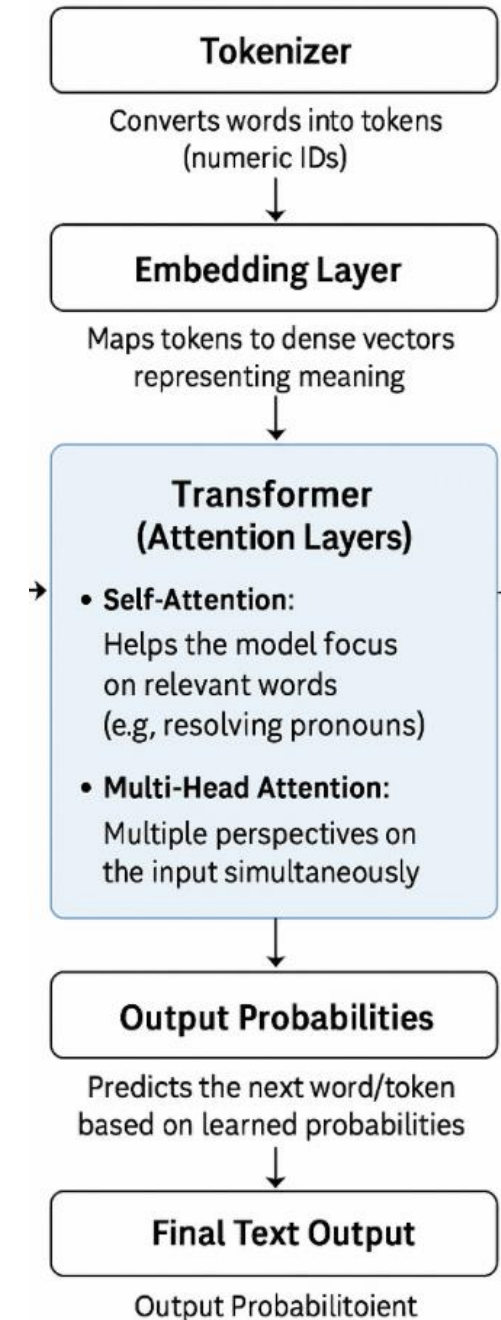 Tokenizer
Converts words into tokens
(numeric IDs)
Embedding Layer
Maps tokens to dense vectors
representing meaning
Transformer
(Attention Layers)
• Self-Attention:
Helps the model focus
on relevant words
(e.g, resolving pronouns)
• Multi-Head Attention:
Multiple perspectives on
the input simultaneously
Output Probabilities
Predicts the next word/token
based on learned probabilities
Final Text Output
Output Probabilitoient